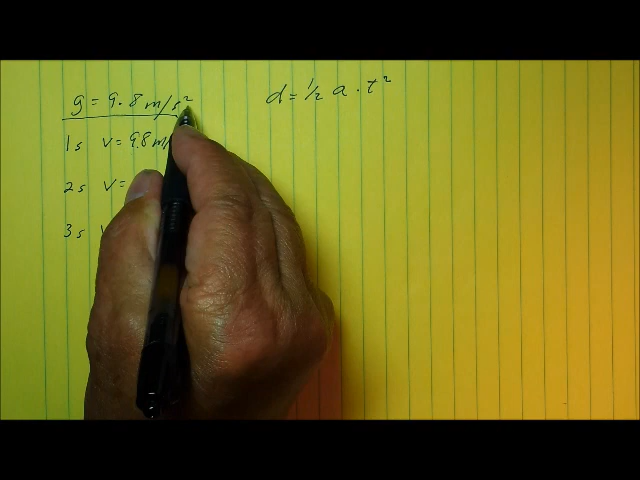 g = 9.8 m/s²
d = ½ a · t²
1s v = 9.8 m/
2s v =
3s